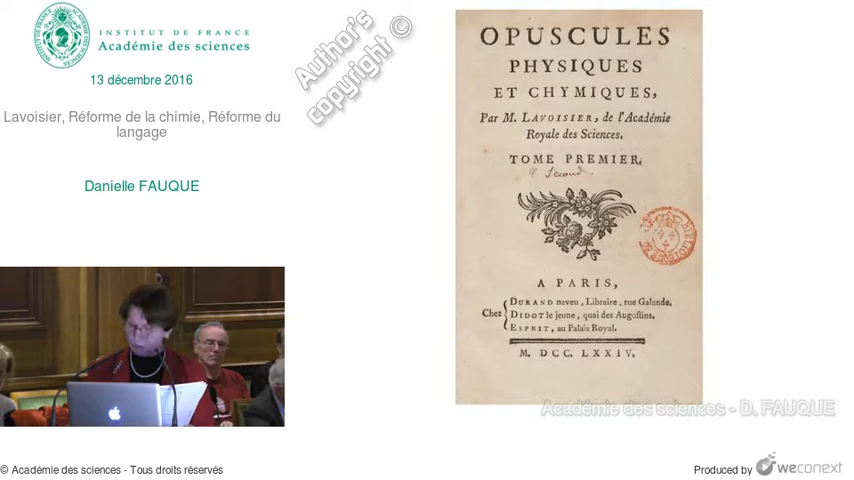 INSTITUT DE FRANCE
Académie des sciences
13 décembre 2016
Lavoisier, Réforme de la chimie, Réforme du
langage
Danielle FAUQUE
Author's
copyright ©
OPUSCULES
PHYSIQUES
ET CHYMIQUES,
Par M. LAVOISIER, de l'Académie
Royale des Sciences.
TOME PREMIER.
& Second.
A PARIS,
Chez
DURAND neveu, Libraire, rue Galande.
DIDOT le jeune, quai des Augustins.
ESPRIT, au Palais Royal.
M. DCC. LXXIV.
Académie des sciences - D. FAUQUE
© Académie des sciences - Tous droits réservés
Produced by weconext